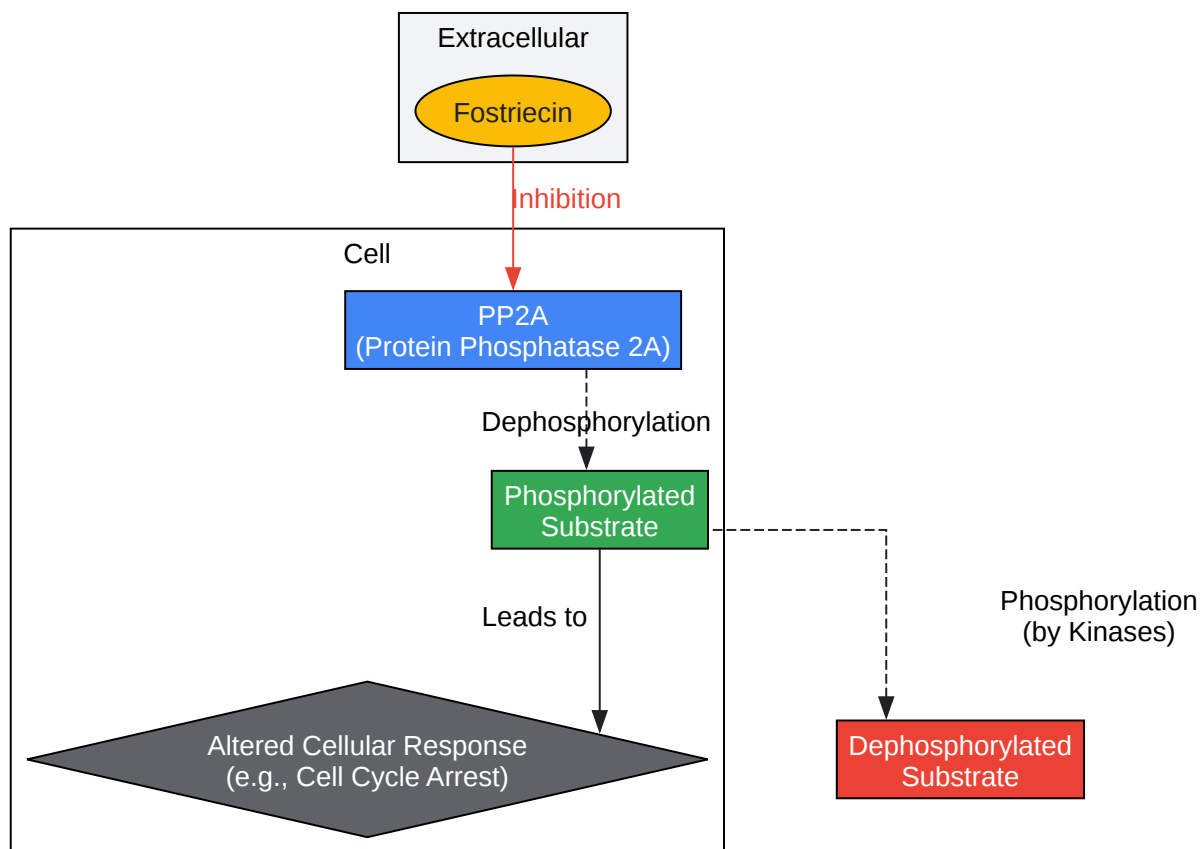 Extracellular
Fostriecin
Inhibition
Cell
PP2A
(Protein Phosphatase 2A)
Dephosphorylation
Phosphorylated
Substrate
Leads to
Phosphorylation
(by Kinases)
Altered Cellular Response
(e.g., Cell Cycle Arrest)
Dephosphorylated
Substrate